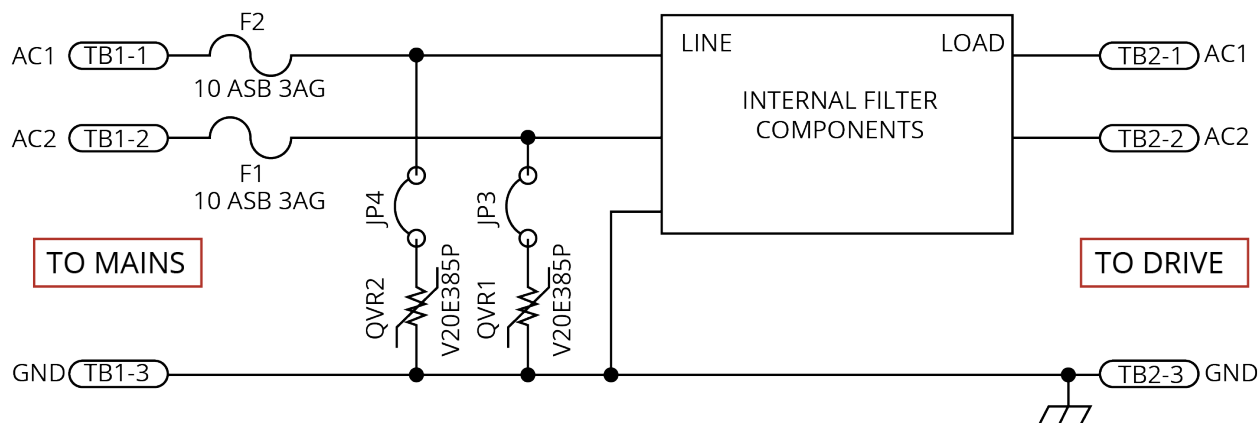 F2
AC1 TB1-1
10 ASB 3AG
LINE LOAD
TB2-1 AC1
INTERNAL FILTER
COMPONENTS
AC2 TB1-2
F1
10 ASB 3AG
TB2-2 AC2
JP4
JP3
TO MAINS
TO DRIVE
QVR2
V20E385P
QVR1
V20E385P
GND TB1-3
TB2-3 GND